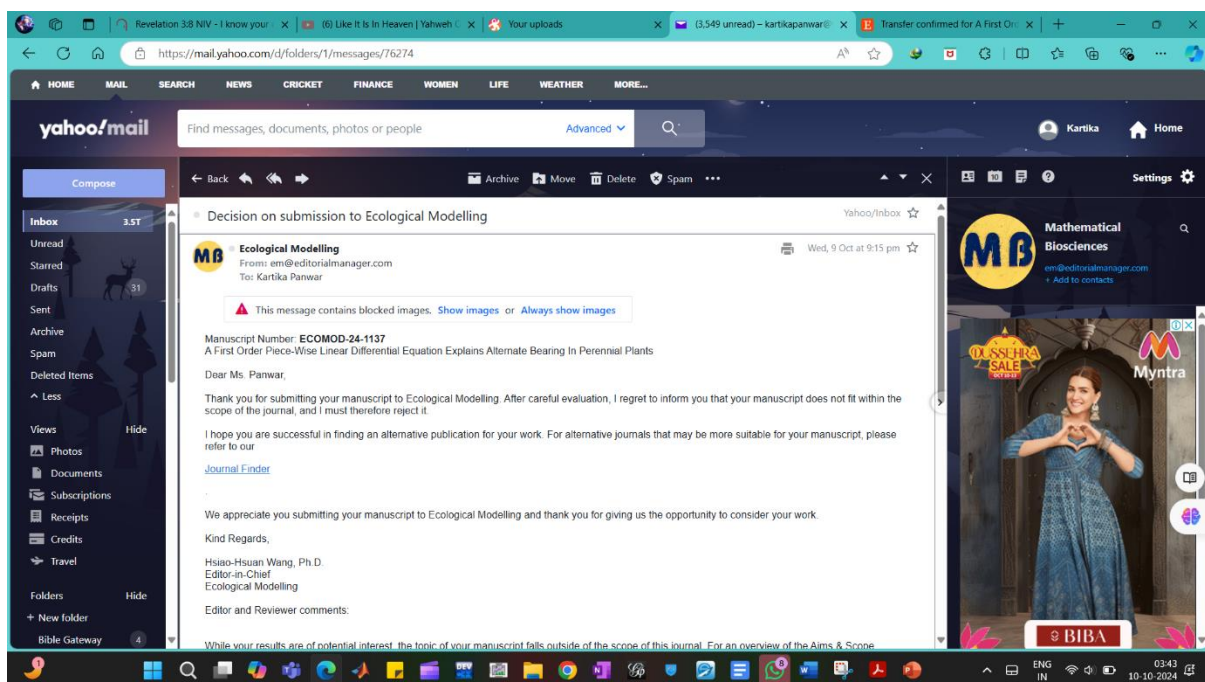 Revelation 3:8 NIV - I know your
(6) Like It Is In Heaven | Yahweh
Your uploads
(3,549 unread) – kartikapanwar@
Transfer confirmed for A First Orc
https://mail.yahoo.com/d/folders/1/messages/76274
HOME MAIL SEARCH NEWS CRICKET FINANCE WOMEN LIFE WEATHER MORE...
yahoo!mail
Find messages, documents, photos or people
Advanced
Kartika
Home
Compose
Back
Archive Move Delete Spam
Settings
Inbox 3.5T
Unread
Starred
Drafts 31
Sent
Archive
Spam
Deleted Items
Less
Views Hide
Photos
Documents
Subscriptions
Receipts
Credits
Travel
Folders Hide
+ New folder
Bible Gateway 4
Decision on submission to Ecological Modelling
Yahoo/Inbox
MB
Ecological Modelling
Wed, 9 Oct at 9:15 pm
From: em@editorialmanager.com
To: Kartika Panwar
This message contains blocked images. Show images or Always show images
Manuscript Number: ECOMOD-24-1137
A First Order Piece-Wise Linear Differential Equation Explains Alternate Bearing In Perennial Plants
Dear Ms. Panwar,
Thank you for submitting your manuscript to Ecological Modelling. After careful evaluation, I regret to inform you that your manuscript does not fit within the
scope of the journal, and I must therefore reject it.
I hope you are successful in finding an alternative publication for your work. For alternative journals that may be more suitable for your manuscript, please
refer to our
Journal Finder
.
We appreciate you submitting your manuscript to Ecological Modelling and thank you for giving us the opportunity to consider your work.
Kind Regards,
Hsiao-Hsuan Wang, Ph.D.
Editor-in-Chief
Ecological Modelling
Editor and Reviewer comments:
While your results are of potential interest, the topic of your manuscript falls outside of the scope of this journal. For an overview of the Aims & Scope
MB
Mathematical
Biosciences
em@editorialmanager.com
+ Add to contacts
DUSSEHRA
SALE
Myntra
BIBA
ENG
IN
03:43
10-10-2024